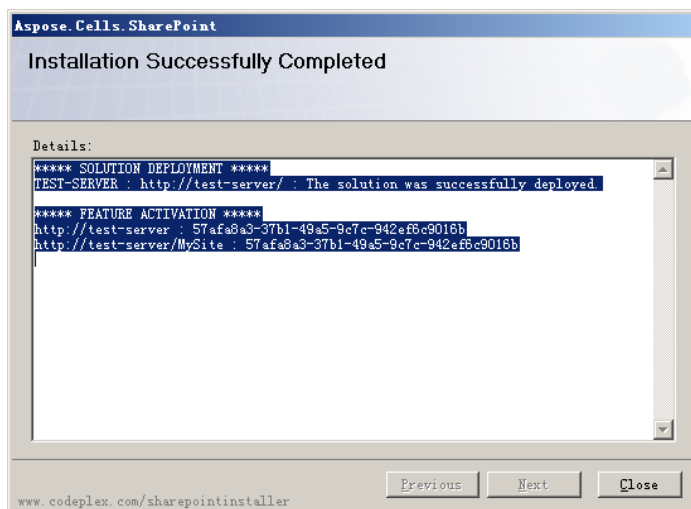 Aspose.Cells.SharePoint
Installation Successfully Completed
Details:
***** SOLUTION DEPLOYMENT *****
TEST-SERVER : http://test-server/ : The solution was successfully deployed.
***** FEATURE ACTIVATION *****
http://test-server : 57afa8a3-37b1-49a5-9c7c-942ef6c9016b
http://test-server/MySite : 57afa8a3-37b1-49a5-9c7c-942ef6c9016b
Previous Next Close
www.codeplex.com/sharepointinstaller